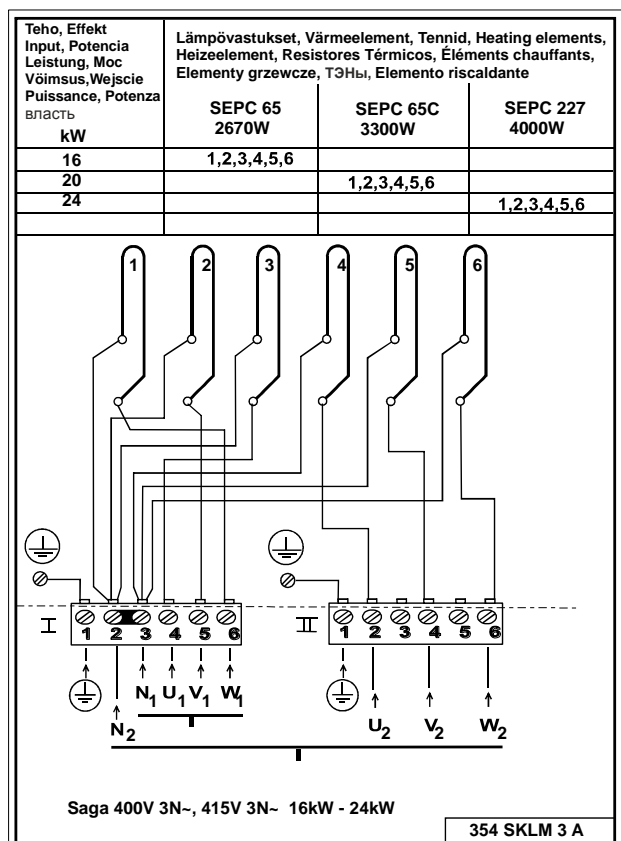 Teho, Effekt
Input, Potencia
Leistung, Moc
Vöimsus,Wejscie
Puissance, Potenza
власть
kW
Lämpövastukset, Värmeelement, Tennid, Heating elements,
Heizeelement, Resistores Térmicos, Éléments chauffants,
Elementy grzewcze, ТЭНы, Elemento riscaldante
SEPC 65
2670W
SEPC 65C
3300W
SEPC 227
4000W
16 1,2,3,4,5,6
20 1,2,3,4,5,6
24 1,2,3,4,5,6
1 2 3 4 5 6
I 1 2 3 4 5 6
II 1 2 3 4 5 6
N1 U1 V1 W1
N2
U2 V2 W2
I
I
Saga 400V 3N~, 415V 3N~ 16kW - 24kW
354 SKLM 3 A